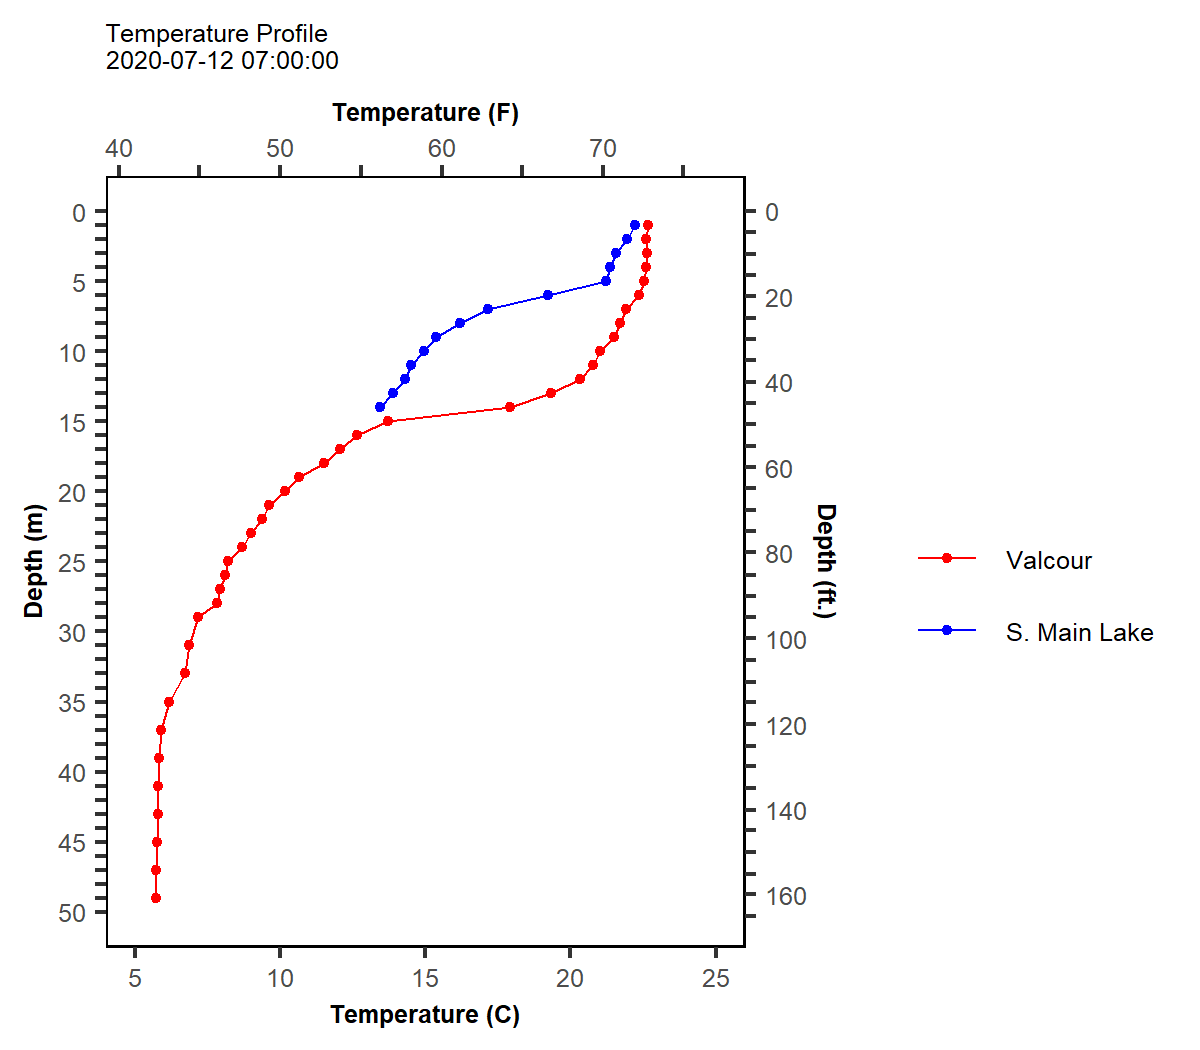 Temperature Profile
2020-07-12 07:00:00
Temperature (F)
40 50 60 70
0
5
10
15
20
25
30
35
40
45
50
Depth (m)
0
20
40
60
80
100
120
140
160
Depth (ft.)
Valcour
S. Main Lake
5 10 15 20 25
Temperature (C)